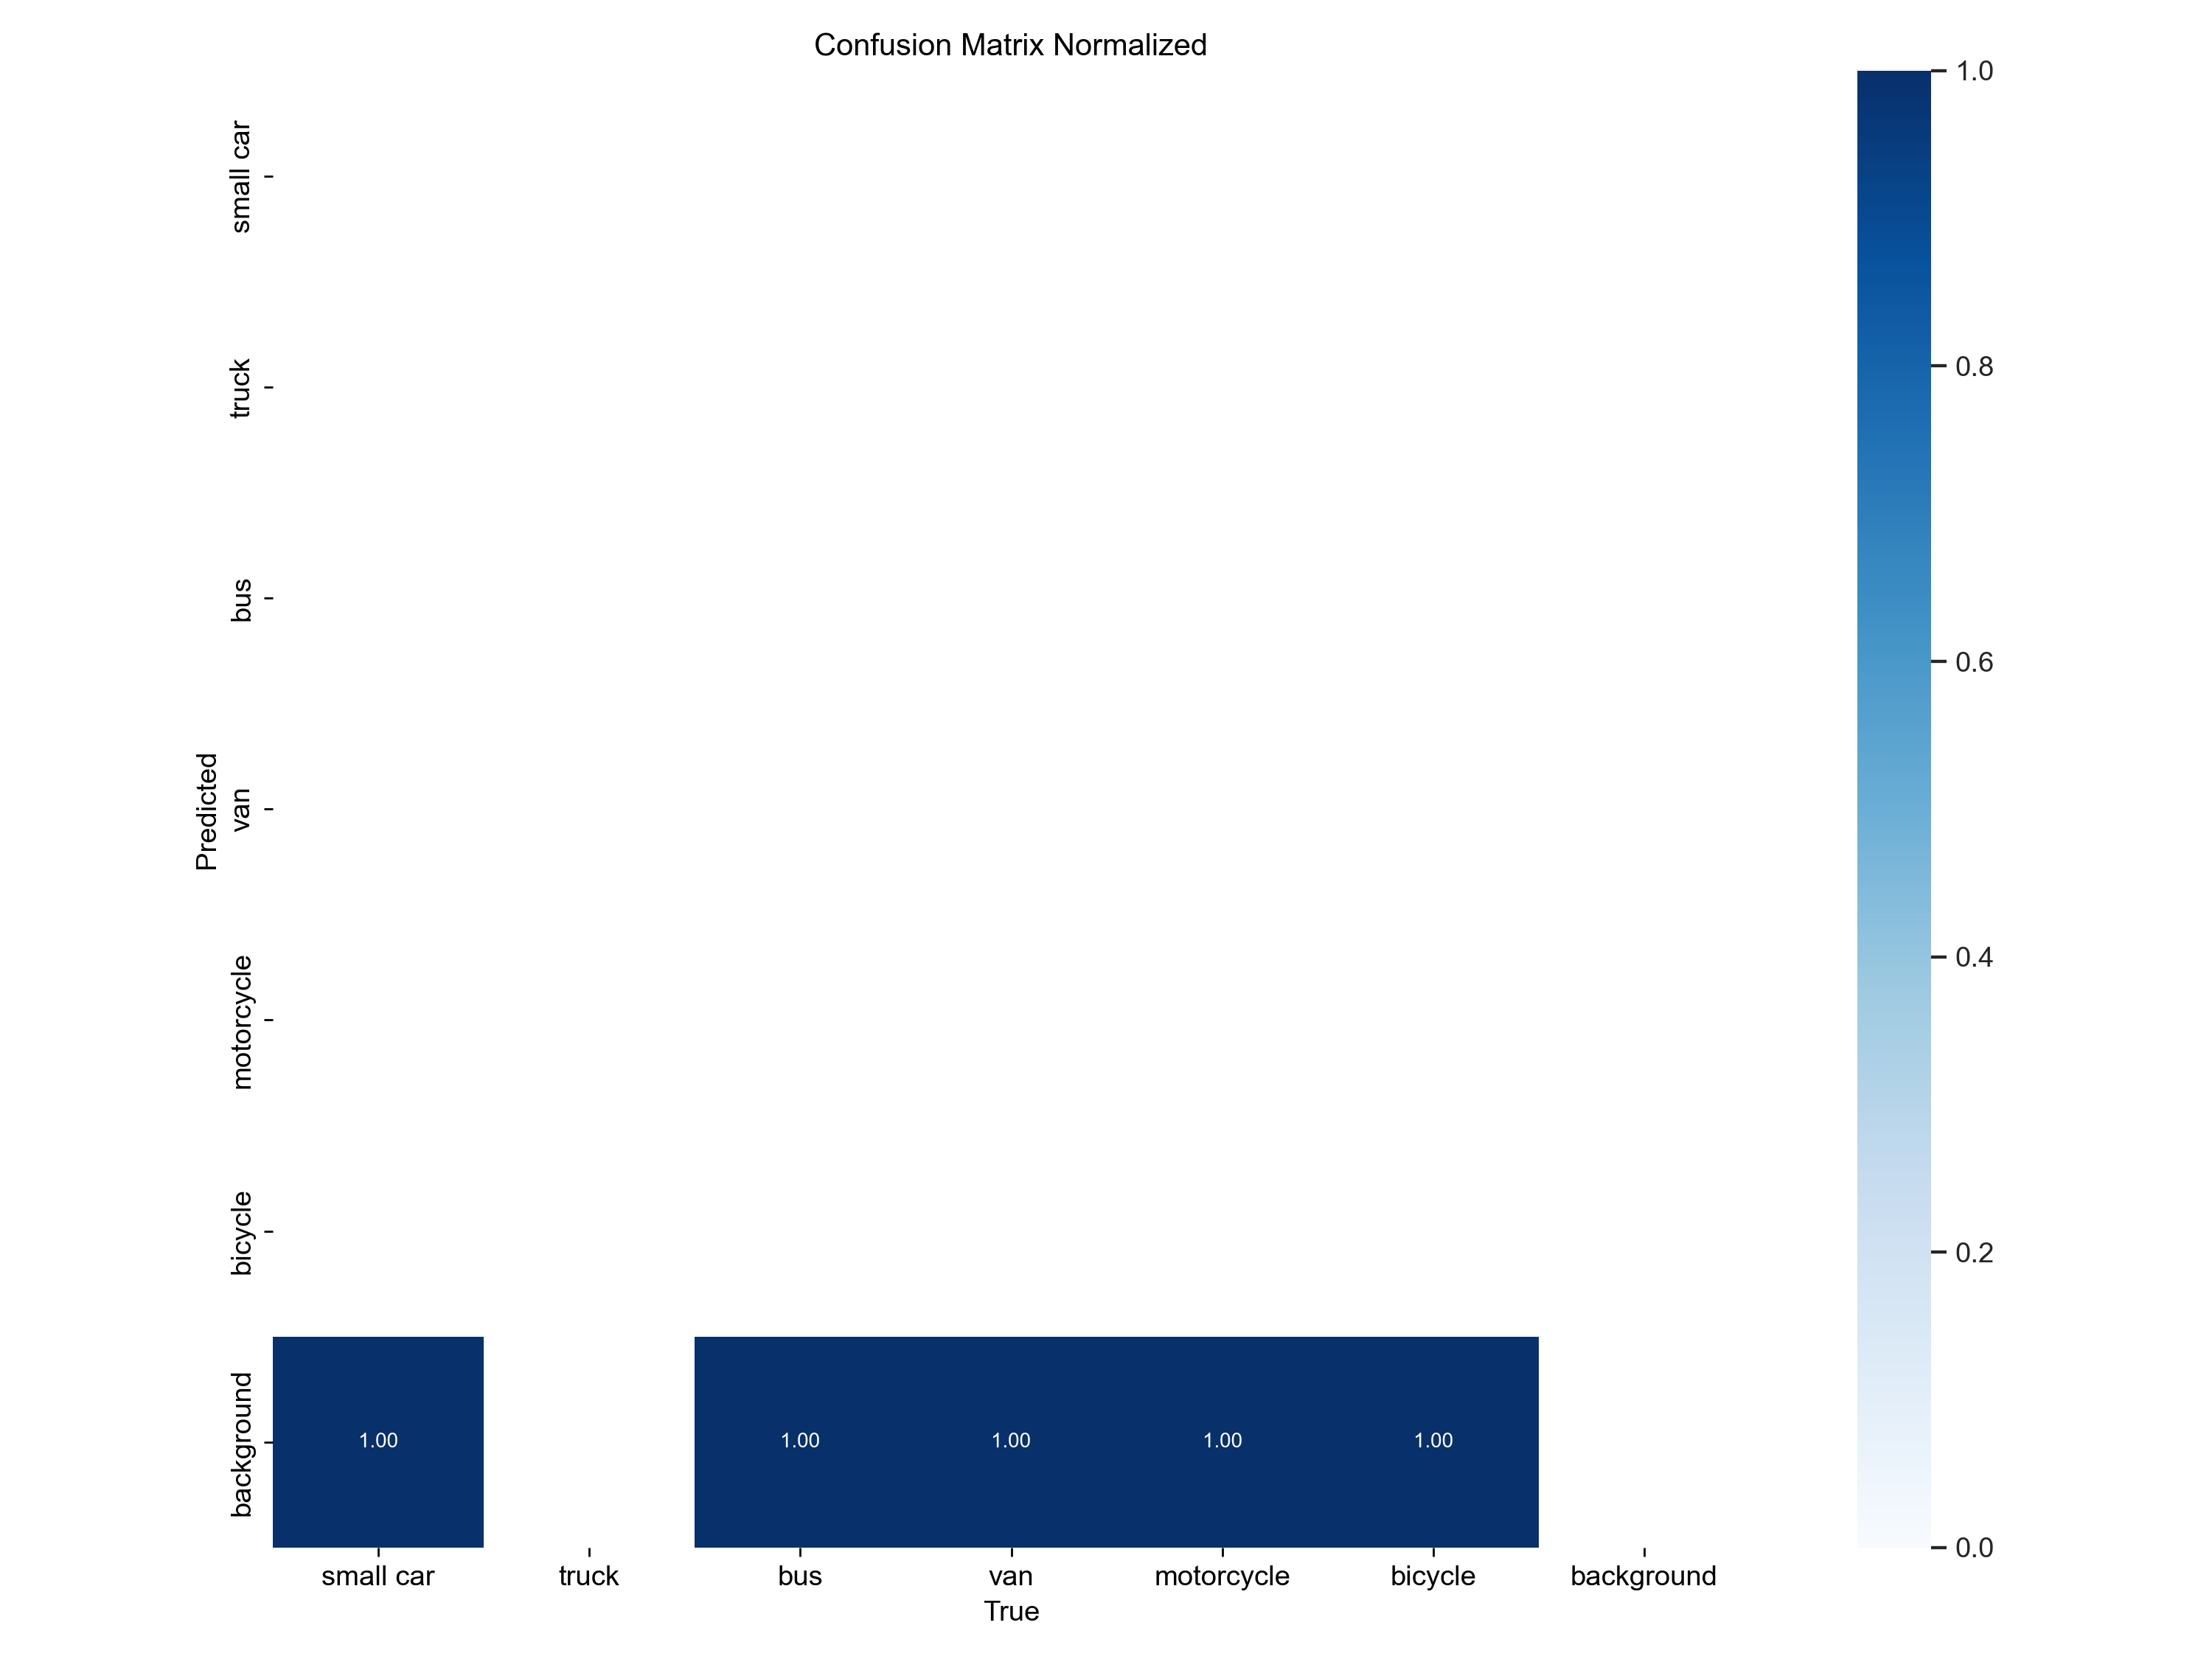 Confusion Matrix Normalized
small car
truck
bus
van
motorcycle
bicycle
background
Predicted
1.00
1.00
1.00
1.00
1.00
small car
truck
bus
van
motorcycle
bicycle
background
True
1.0
0.8
0.6
0.4
0.2
0.0